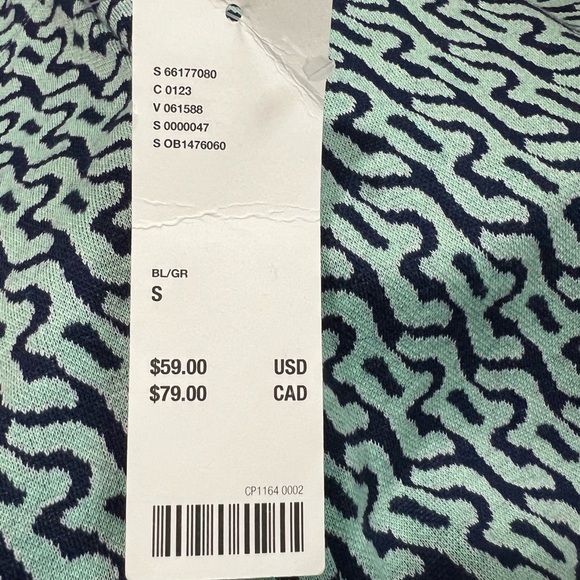 S 66177080
C 0123
V 061588
S 0000047
S OB1476060
BL/GR
S
$59.00 USD
$79.00 CAD
CP1164 0002